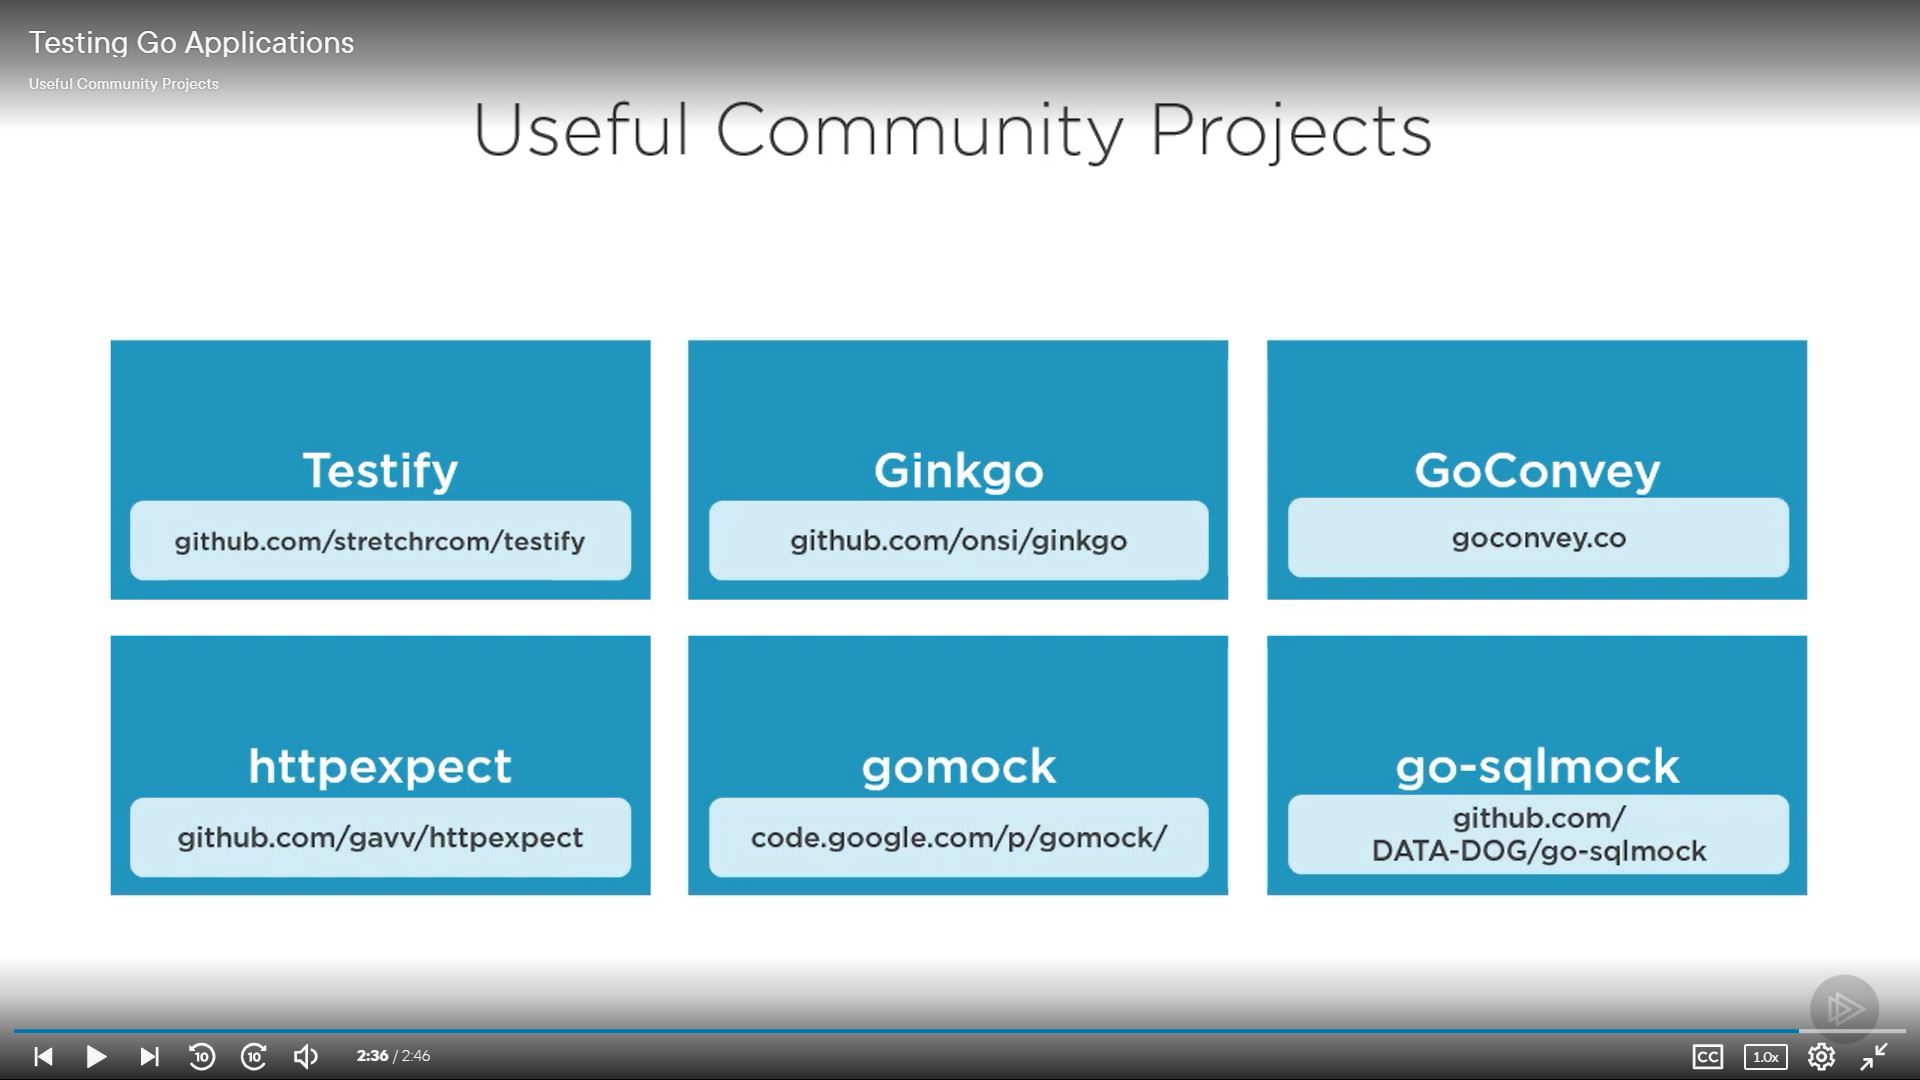 Testing Go Applications
Useful Community Projects
Useful Community Projects
Testify
github.com/stretchrcom/testify
Ginkgo
github.com/onsi/ginkgo
GoConvey
goconvey.co
httpexpect
github.com/gavv/httpexpect
gomock
code.google.com/p/gomock/
go-sqlmock
github.com/
DATA-DOG/go-sqlmock
10
10
2:36 / 2:46
CC
1.0x